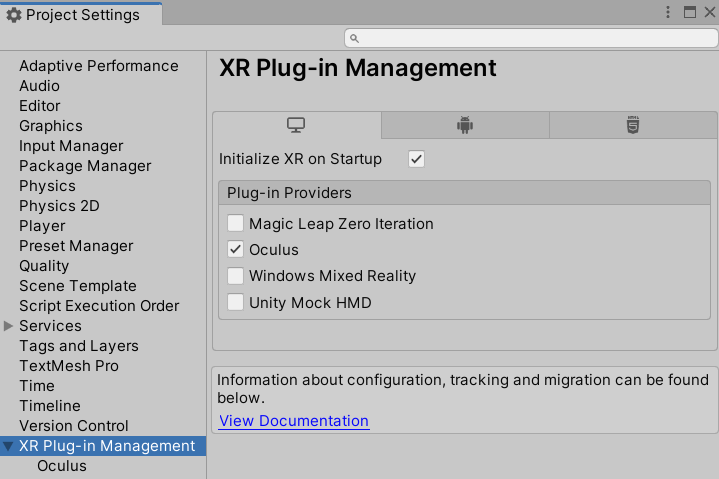 Project Settings
Adaptive Performance
Audio
Editor
Graphics
Input Manager
Package Manager
Physics
Physics 2D
Player
Preset Manager
Quality
Scene Template
Script Execution Order
Services
Tags and Layers
TextMesh Pro
Time
Timeline
Version Control
XR Plug-in Management
Oculus
XR Plug-in Management
Initialize XR on Startup
Plug-in Providers
Magic Leap Zero Iteration
Oculus
Windows Mixed Reality
Unity Mock HMD
Information about configuration, tracking and migration can be found
below.
View Documentation